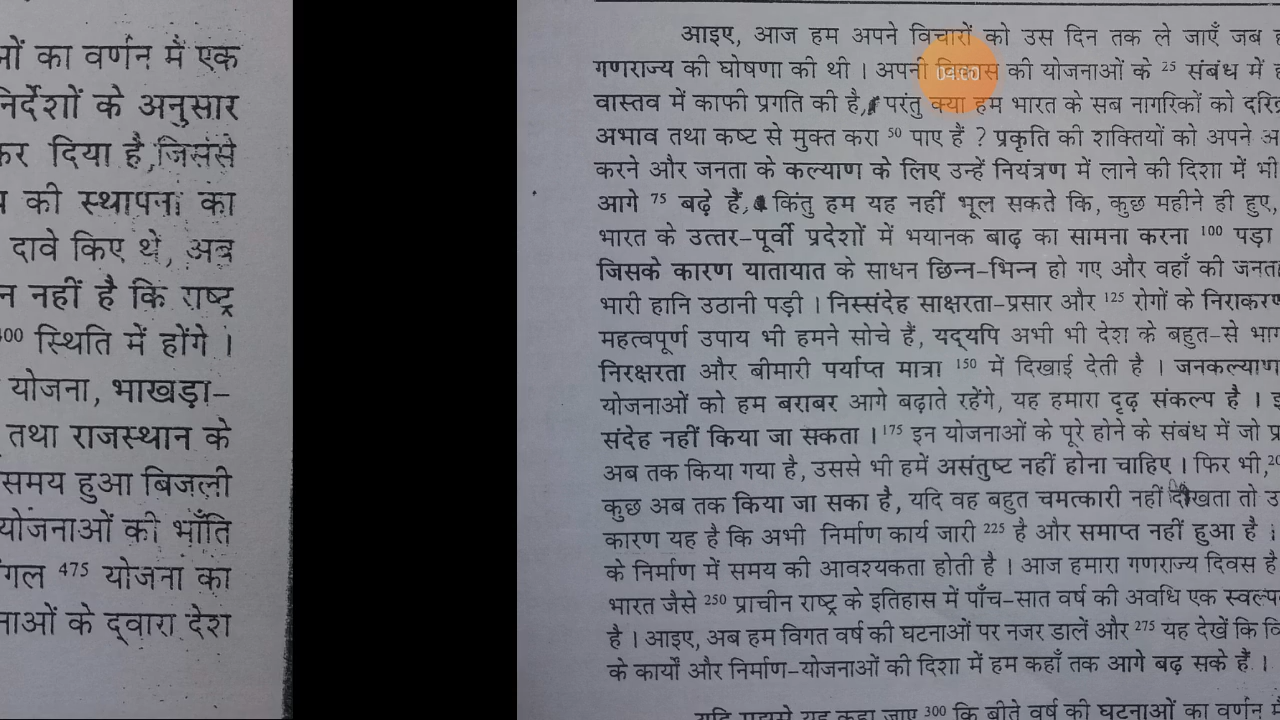 ओं का वर्णन में एक
निर्देशों के अनुसार
कर दिया है,जिससे
की स्थापना का
दावे किए थे, अब
न नहीं है कि राष्ट्र
400 स्थिति में होंगे ।
योजना, भाखड़ा-
तथा राजस्थान के
समय हुआ बिजली
योजनाओं की भाँति
475 योजना का
के द्वारा देश
आइए, आज हम अपने विचारों को उस दिन तक ले जाएँ जब
गणराज्य की घोषणा की थी । अपनी विकास की योजनाओं के 25 संबंध में
वास्तव में काफी प्रगति की है, परंतु क्या हम भारत के सब नागरिकों को
अभाव तथा कष्ट से मुक्त करा 50 पाए हैं ? प्रकृति की शक्तियों को अपने
करने और जनता के कल्याण के लिए उन्हें नियंत्रण में लाने की दिशा में भी
आगे 75 बढ़े हैं, किंतु हम यह नहीं भूल सकते कि, कुछ महीने ही हुए,
भारत के उत्तर-पूर्वी प्रदेशों में भयानक बाढ़ का सामना करना 100 पड़ा
जिसके कारण यातायात के साधन छिन्न-भिन्न हो गए और वहाँ की जनता
भारी हानि उठानी पड़ी । निस्संदेह साक्षरता-प्रसार और 125 रोगों के निराकरण
महत्वपूर्ण उपाय भी हमने सोचे हैं, यद्यपि अभी भी देश के बहुत-से भाग
निरक्षरता और बीमारी पर्याप्त मात्रा 150 में दिखाई देती है । जनकल्याण
योजनाओं को हम बराबर आगे बढ़ाते रहेंगे, यह हमारा दृढ़ संकल्प है ।
संदेह नहीं किया जा सकता । 175 इन योजनाओं के पूरे होने के संबंध में जो
अब तक किया गया है, उससे भी हमें असंतुष्ट नहीं होना चाहिए । फिर भी,
कुछ अब तक किया जा सका है, यदि वह बहुत चमत्कारी नहीं दीखता तो
कारण यह है कि अभी निर्माण कार्य जारी 225 है और समाप्त नहीं हुआ है ।
के निर्माण में समय की आवश्यकता होती है । आज हमारा गणराज्य दिवस है
भारत जैसे 250 प्राचीन राष्ट्र के इतिहास में पाँच-सात वर्ष की अवधि एक
है । आइए, अब हम विगत वर्ष की घटनाओं पर नजर डालें और 275 यह देखें कि
के कार्यों और निर्माण-योजनाओं की दिशा में हम कहाँ तक आगे बढ़ सके हैं ।
यदि मुझसे यह कहा जाए 300 कि बीते वर्ष की घटनाओं का वर्णन